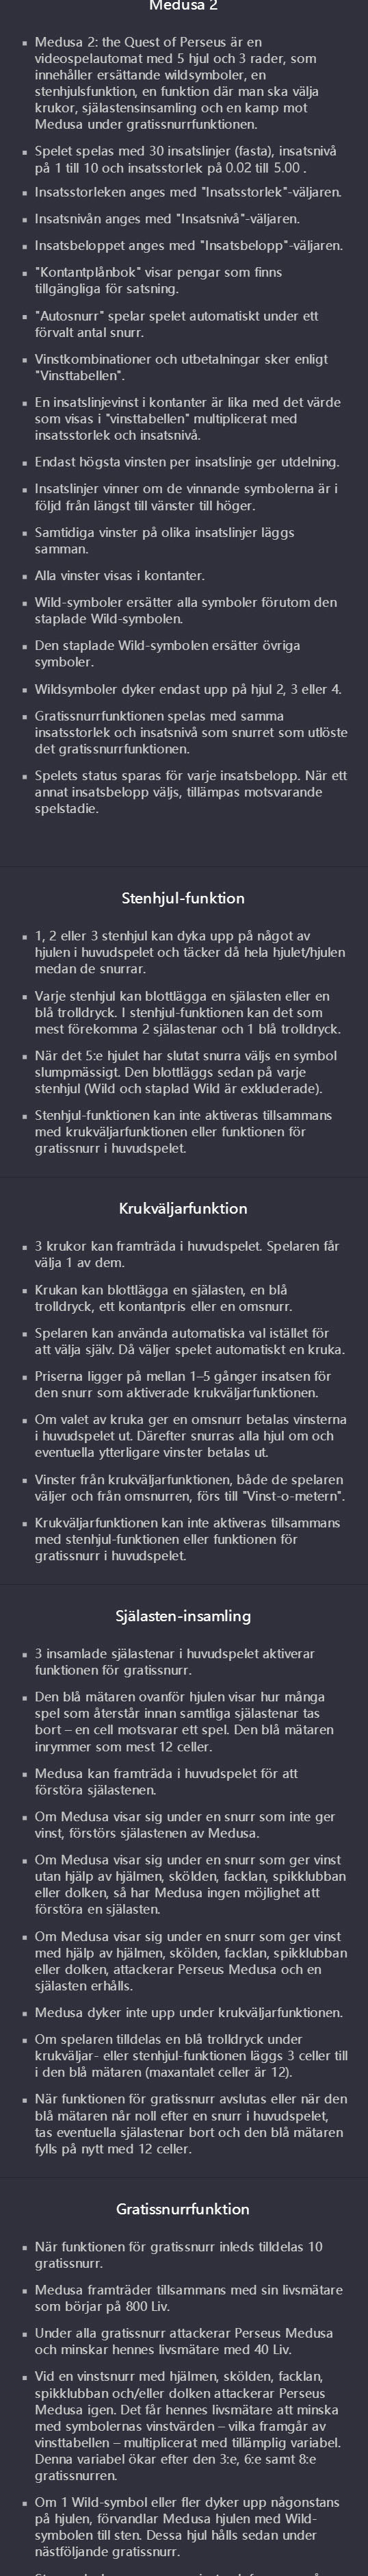 Medusa 2
▪ Medusa 2: the Quest of Perseus är en
videospelautomat med 5 hjul och 3 rader, som
innehåller ersättande wildsymboler, en
stenhjulsfunktion, en funktion där man ska välja
krukor, själastensinsamling och en kamp mot
Medusa under gratissnurrfunktionen.
▪ Spelet spelas med 30 insatslinjer (fasta), insatsnivå
på 1 till 10 och insatsstorlek på 0.02 till 5.00 .
▪ Insatsstorleken anges med "Insatsstorlek"-väljaren.
▪ Insatsnivån anges med "Insatsnivå"-väljaren.
▪ Insatsbeloppet anges med "Insatsbelopp"-väljaren.
▪ "Kontantplånbok" visar pengar som finns
tillgängliga för satsning.
▪ "Autosnurr" spelar spelet automatiskt under ett
förvalt antal snurr.
▪ Vinstkombinationer och utbetalningar sker enligt
"Vinsttabellen".
▪ En insatslinjevinst i kontanter är lika med det värde
som visas i "vinsttabellen" multiplicerat med
insatsstorlek och insatsnivå.
▪ Endast högsta vinsten per insatslinje ger utdelning.
▪ Insatslinjer vinner om de vinnande symbolerna är i
följd från längst till vänster till höger.
▪ Samtidiga vinster på olika insatslinjer läggs
samman.
▪ Alla vinster visas i kontanter.
▪ Wild-symboler ersätter alla symboler förutom den
staplade Wild-symbolen.
▪ Den staplade Wild-symbolen ersätter övriga
symboler.
▪ Wildsymboler dyker endast upp på hjul 2, 3 eller 4.
▪ Gratissnurrfunktionen spelas med samma
insatsstorlek och insatsnivå som snurret som utlöste
det gratissnurrfunktionen.
▪ Spelets status sparas för varje insatsbelopp. När ett
annat insatsbelopp väljs, tillämpas motsvarande
spelstadie.
Stenhjul-funktion
▪ 1, 2 eller 3 stenhjul kan dyka upp på något av
hjulen i huvudspelet och täcker då hela hjulet/hjulen
medan de snurrar.
▪ Varje stenhjul kan blottlägga en själasten eller en
blå trolldryck. I stenhjul-funktionen kan det som
mest förekomma 2 själastenar och 1 blå trolldryck.
▪ När det 5:e hjulet har slutat snurra väljs en symbol
slumpmässigt. Den blottläggs sedan på varje
stenhjul (Wild och staplad Wild är exkluderade).
▪ Stenhjul-funktionen kan inte aktiveras tillsammans
med krukväljarfunktionen eller funktionen för
gratissnurr i huvudspelet.
Krukväljarfunktion
▪ 3 krukor kan framträda i huvudspelet. Spelaren får
välja 1 av dem.
▪ Krukan kan blottlägga en själasten, en blå
trolldryck, ett kontantpris eller en omsnurr.
▪ Spelaren kan använda automatiska val istället för
att välja själv. Då väljer spelet automatiskt en kruka.
▪ Priserna ligger på mellan 1–5 gånger insatsen för
den snurr som aktiverade krukväljarfunktionen.
▪ Om valet av kruka ger en omsnurr betalas vinsterna
i huvudspelet ut. Därefter snurras alla hjul om och
eventuella ytterligare vinster betalas ut.
▪ Vinster från krukväljarfunktionen, både de spelaren
väljer och från omsnurren, förs till "Vinst-o-metern".
▪ Krukväljarfunktionen kan inte aktiveras tillsammans
med stenhjul-funktionen eller funktionen för
gratissnurr i huvudspelet.
Själasten-insamling
▪ 3 insamlade själastenar i huvudspelet aktiverar
funktionen för gratissnurr.
▪ Den blå mätaren ovanför hjulen visar hur många
spel som återstår innan samtliga själastenar tas
bort – en cell motsvarar ett spel. Den blå mätaren
inrymmer som mest 12 celler.
▪ Medusa kan framträda i huvudspelet för att
förstöra själastenen.
▪ Om Medusa visar sig under en snurr som inte ger
vinst, förstörs själastenen av Medusa.
▪ Om Medusa visar sig under en snurr som ger vinst
utan hjälp av hjälmen, skölden, facklan, spikklubban
eller dolken, så har Medusa ingen möjlighet att
förstöra en själasten.
▪ Om Medusa visar sig under en snurr som ger vinst
med hjälp av hjälmen, skölden, facklan, spikklubban
eller dolken, attackerar Perseus Medusa och en
själasten erhålls.
▪ Medusa dyker inte upp under krukväljarfunktionen.
▪ Om spelaren tilldelas en blå trolldryck under
krukväljar- eller stenhjul-funktionen läggs 3 celler till
i den blå mätaren (maxantalet celler är 12).
▪ När funktionen för gratissnurr avslutas eller när den
blå mätaren når noll efter en snurr i huvudspelet,
tas eventuella själastenar bort och den blå mätaren
fylls på nytt med 12 celler.
Gratissnurrfunktion
▪ När funktionen för gratissnurr inleds tilldelas 10
gratissnurr.
▪ Medusa framträder tillsammans med sin livsmätare
som börjar på 800 Liv.
▪ Under alla gratissnurr attackerar Perseus Medusa
och minskar hennes livsmätare med 40 Liv.
▪ Vid en vinstsnurr med hjälmen, skölden, facklan,
spikklubban och/eller dolken attackerar Perseus
Medusa igen. Det får hennes livsmätare att minska
med symbolernas vinstvärden – vilka framgår av
vinsttabellen – multiplicerat med tillämplig variabel.
Denna variabel ökar efter den 3:e, 6:e samt 8:e
gratissnurren.
▪ Om 1 Wild-symbol eller fler dyker upp någonstans
på hjulen, förvandlar Medusa hjulen med Wild-
symbolen till sten. Dessa hjul hålls sedan under
nästföljande gratissnurr.